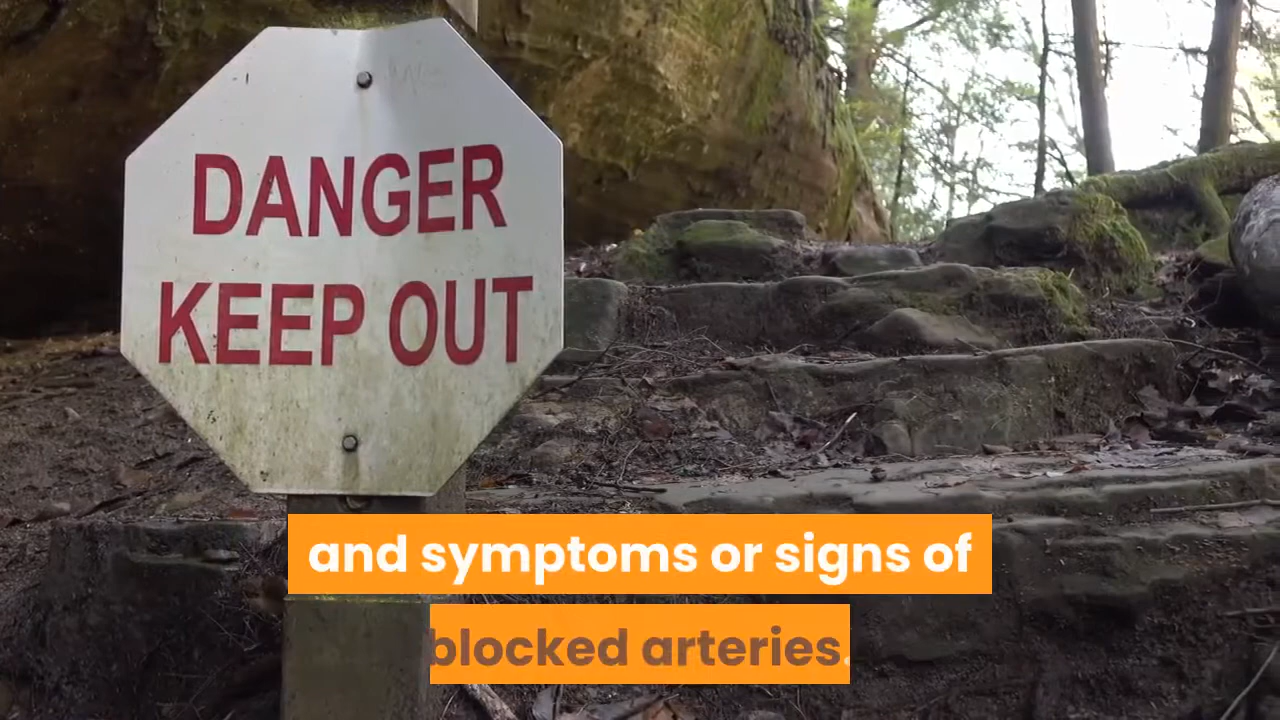 DANGER
KEEP OUT
and symptoms or signs of
blocked arteries.